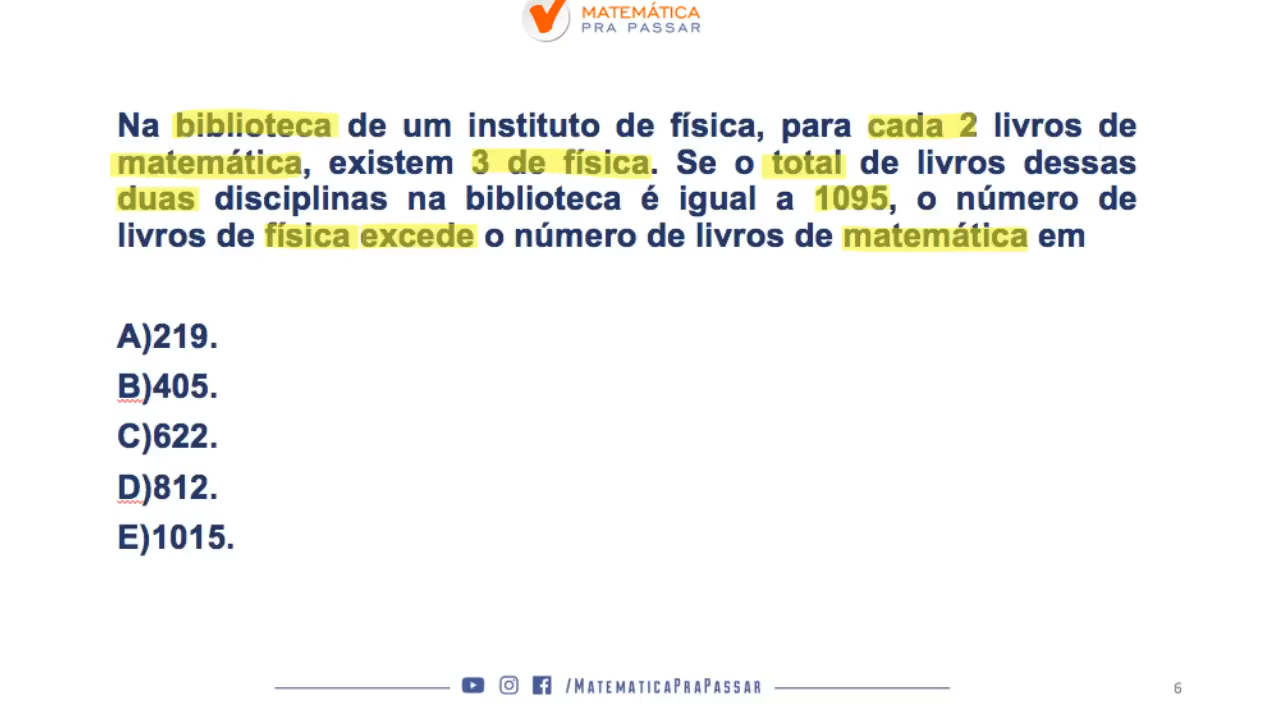 MATEMÁTICA
PRA PASSAR
Na biblioteca de um instituto de física, para cada 2 livros de
matemática, existem 3 de física. Se o total de livros dessas
duas disciplinas na biblioteca é igual a 1095, o número de
livros de física excede o número de livros de matemática em
A)219.
B)405.
C)622.
D)812.
E)1015.
/MATEMATICAPRAPASSAR
6